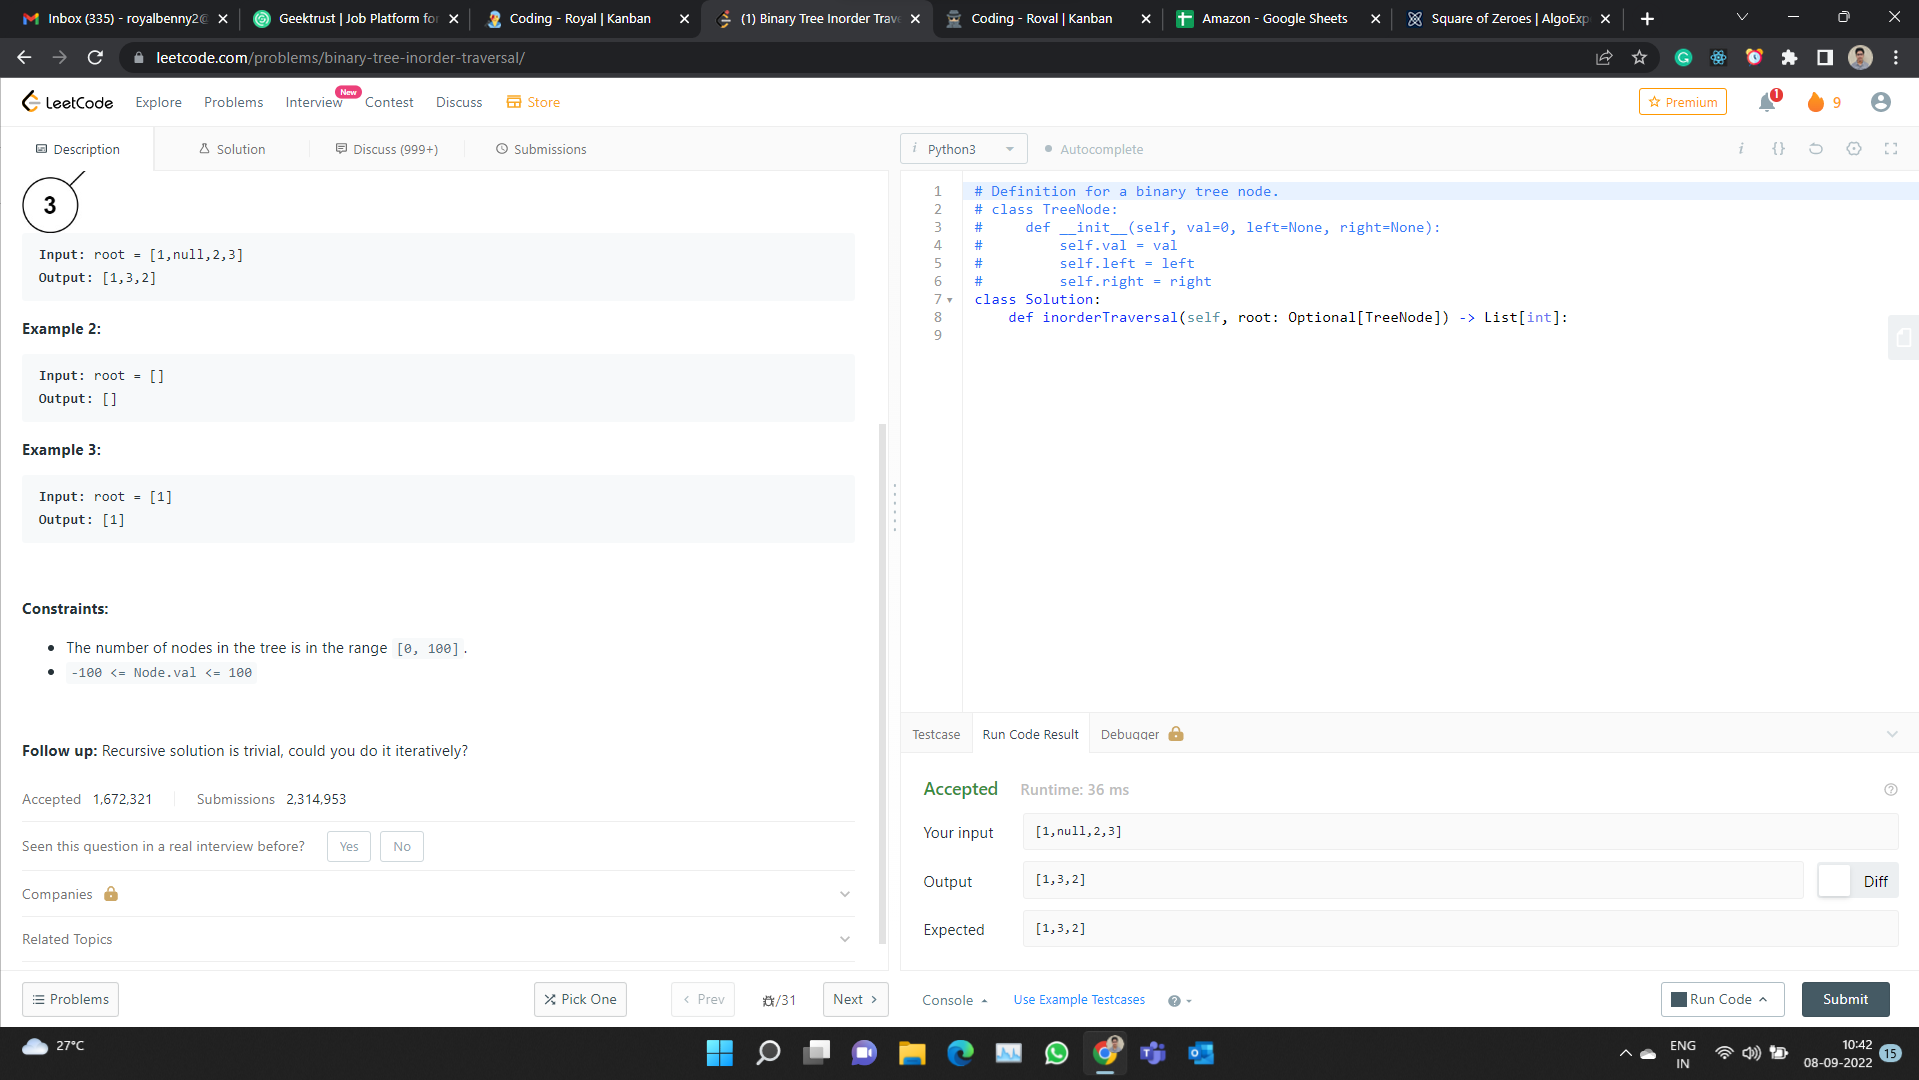 Inbox (335) - royalbenny2@
Geektrust | Job Platform for
Coding - Royal | Kanban
(1) Binary Tree Inorder Trave
Coding - Royal | Kanban
Amazon - Google Sheets
Square of Zeroes | AlgoExp
leetcode.com/problems/binary-tree-inorder-traversal/
LeetCode
Explore
Problems
Interview
New
Contest
Discuss
Store
Premium
1
9
Description
Solution
Discuss (999+)
Submissions
i Python3
Autocomplete
i
{}
3
Input: root = [1,null,2,3]
Output: [1,3,2]
Example 2:
Input: root = []
Output: []
Example 3:
Input: root = [1]
Output: [1]
Constraints:
• The number of nodes in the tree is in the range [0, 100].
• -100 <= Node.val <= 100
Follow up: Recursive solution is trivial, could you do it iteratively?
Accepted 1,672,321
Submissions 2,314,953
Seen this question in a real interview before?
Yes
No
Companies
Related Topics
Problems
Pick One
Prev
/31
Next
1 # Definition for a binary tree node.
2 # class TreeNode:
3 #     def __init__(self, val=0, left=None, right=None):
4 #         self.val = val
5 #         self.left = left
6 #         self.right = right
7 class Solution:
8     def inorderTraversal(self, root: Optional[TreeNode]) -> List[int]:
9
Testcase
Run Code Result
Debugger
Accepted
Runtime: 36 ms
Your input
[1,null,2,3]
Output
[1,3,2]
Diff
Expected
[1,3,2]
Console
Use Example Testcases
Run Code
Submit
27°C
ENG
IN
10:42
08-09-2022
15